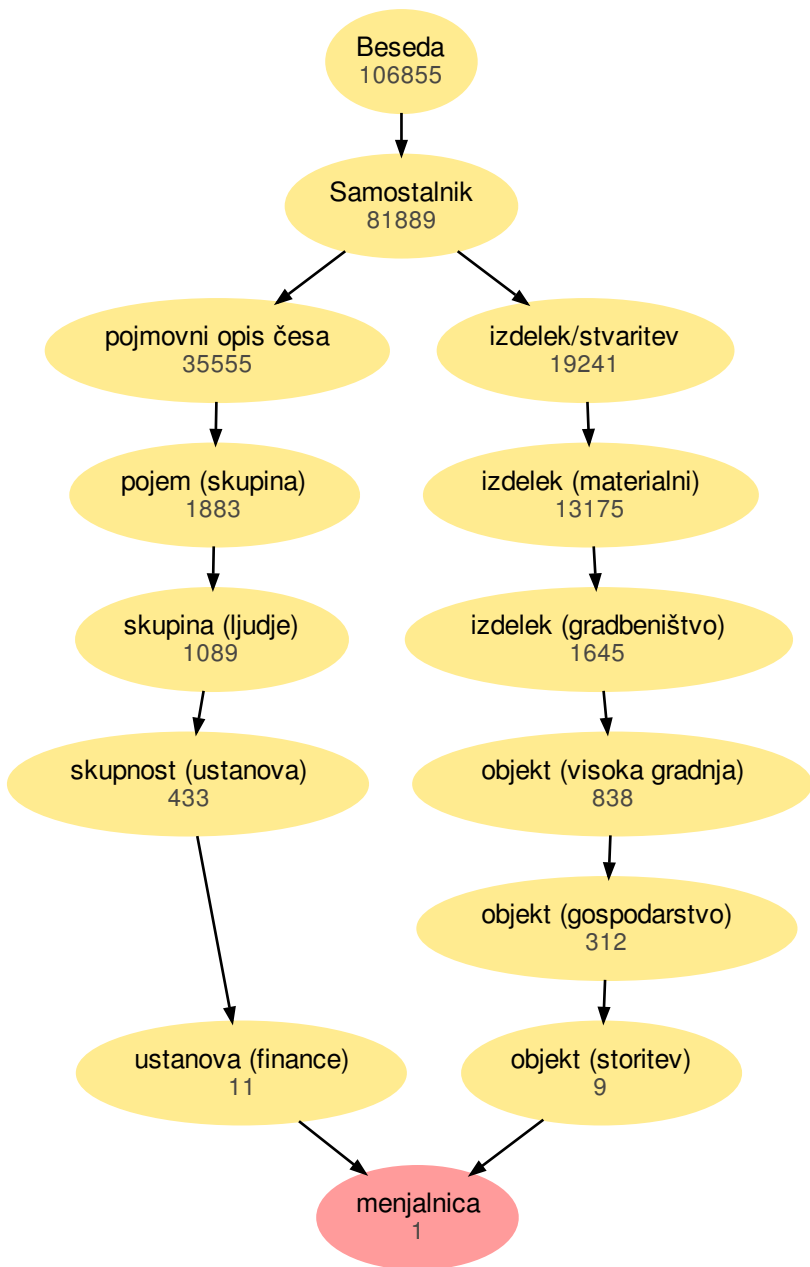 Beseda
106855
Samostalnik
81889
pojmovni opis česa
35555
izdelek/stvaritev
19241
pojem (skupina)
1883
izdelek (materialni)
13175
skupina (ljudje)
1089
izdelek (gradbeništvo)
1645
skupnost (ustanova)
433
objekt (visoka gradnja)
838
objekt (gospodarstvo)
312
ustanova (finance)
11
objekt (storitev)
9
menjalnica
1